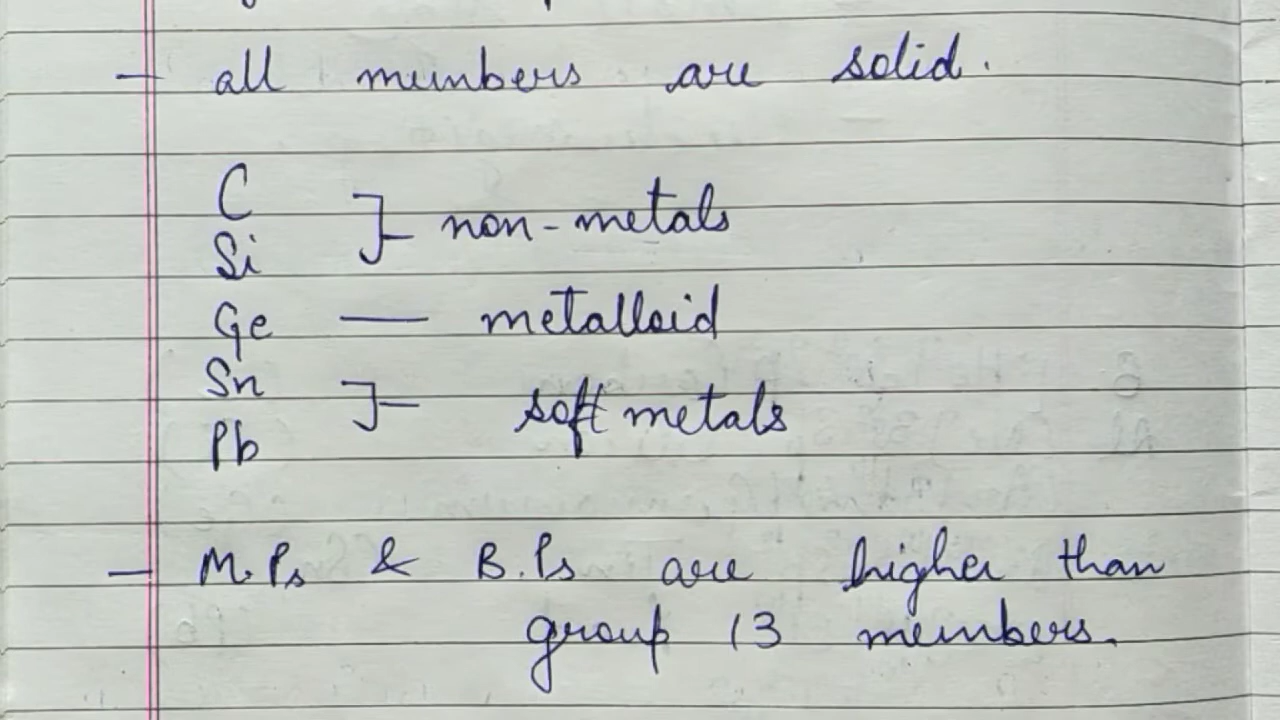 - all members are solid.
C
Si ] non-metals
Ge — metalloid
Sn
Pb ] soft metals
- M.Ps & B.Ps are higher than
group 13 members.